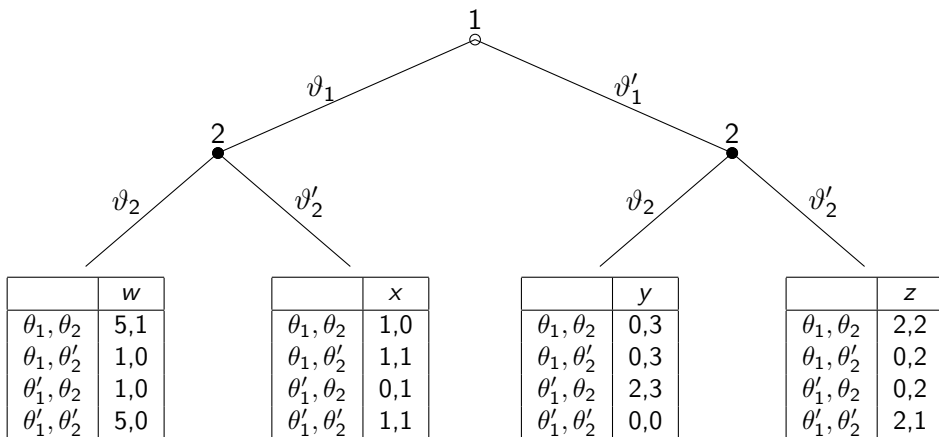 1
ϑ₁ ϑ′₁
2 2
ϑ₂ ϑ′₂ ϑ₂ ϑ′₂
w x y z
θ₁, θ₂ 5,1 θ₁, θ₂ 1,0 θ₁, θ₂ 0,3 θ₁, θ₂ 2,2
θ₁, θ′₂ 1,0 θ₁, θ′₂ 1,1 θ₁, θ′₂ 0,3 θ₁, θ′₂ 0,2
θ′₁, θ₂ 1,0 θ′₁, θ₂ 0,1 θ′₁, θ₂ 2,3 θ′₁, θ₂ 0,2
θ′₁, θ′₂ 5,0 θ′₁, θ′₂ 1,1 θ′₁, θ′₂ 0,0 θ′₁, θ′₂ 2,1